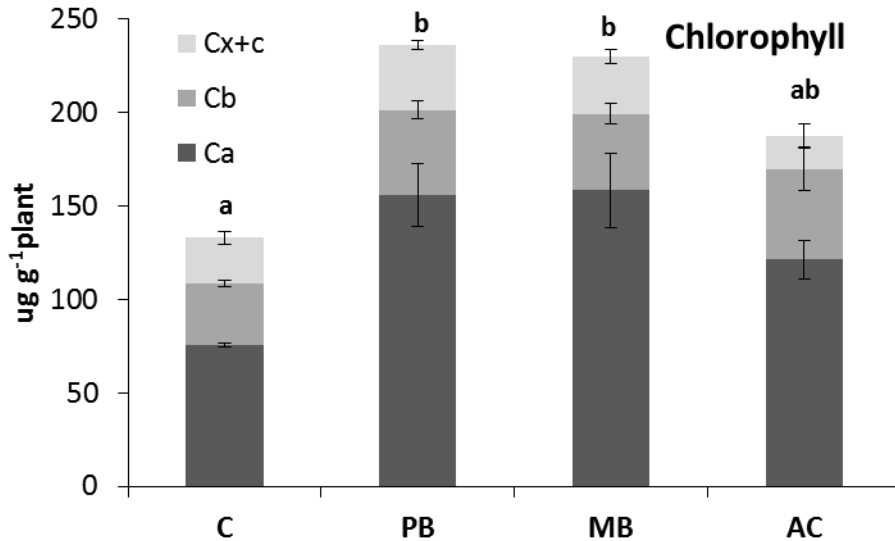 Chlorophyll
Cx+c
Cb
Ca
ug g-1plant
250
200
150
100
50
0
a
b
b
ab
C
PB
MB
AC